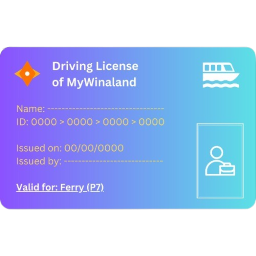 Driving License
of MyWinaland
Name: ---------------------------------
ID: 0000 > 0000 > 0000 > 0000
Issued on: 00/00/0000
Issued by: ----------------------------
Valid for: Ferry (P7)